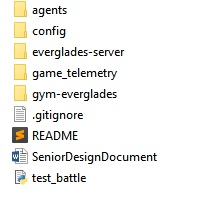 agents
config
everglades-server
game_telemetry
gym-everglades
.gitignore
README
SeniorDesignDocument
test_battle